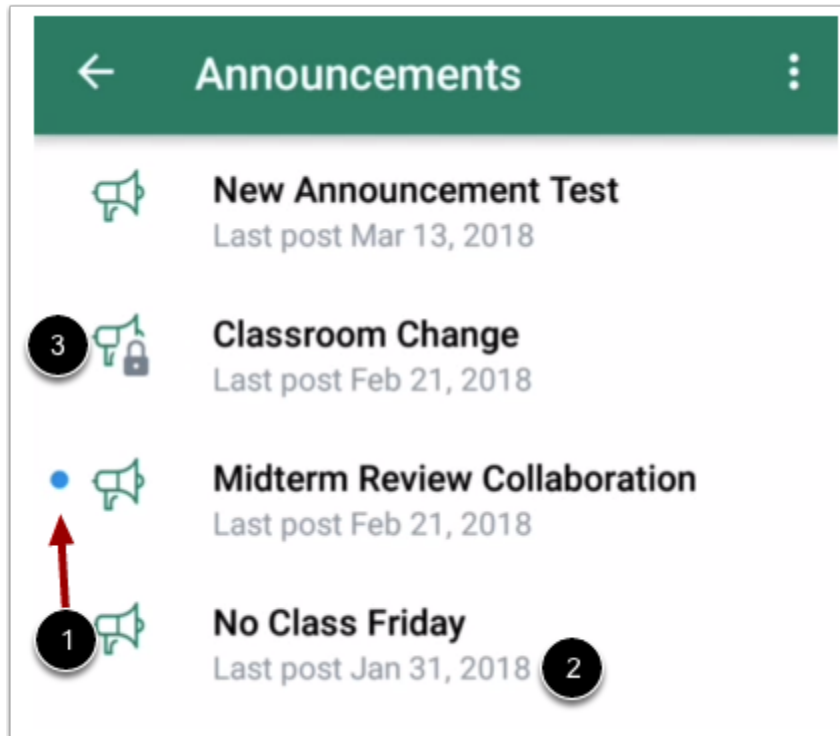 Announcements
New Announcement Test
Last post Mar 13, 2018
3
Classroom Change
Last post Feb 21, 2018
Midterm Review Collaboration
Last post Feb 21, 2018
1
No Class Friday
Last post Jan 31, 2018 2